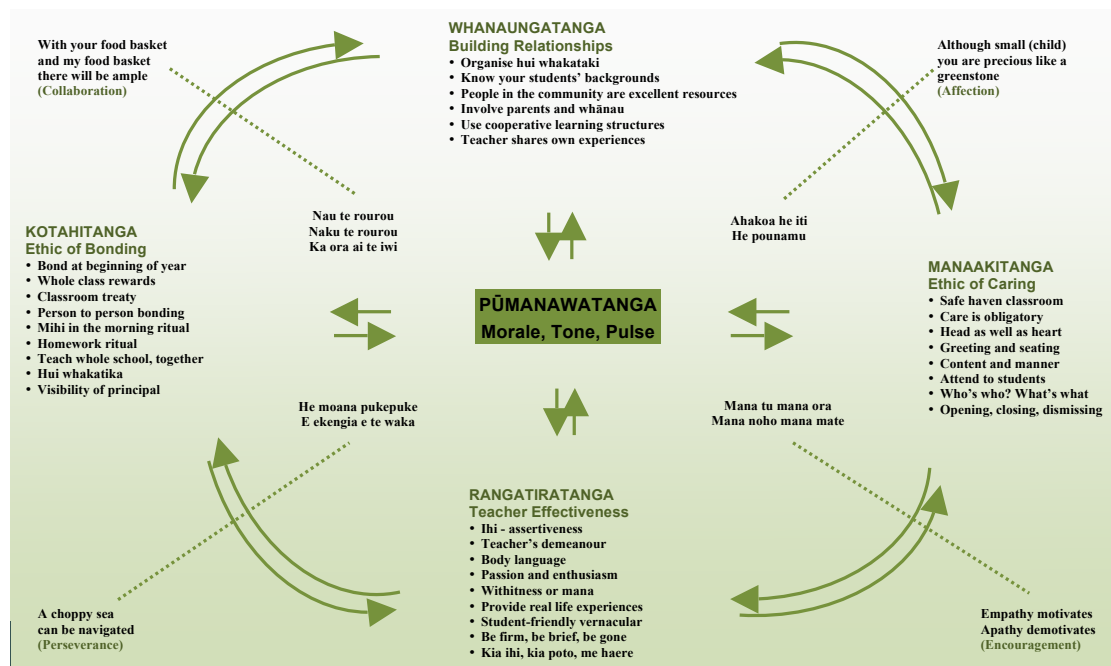 With your food basket
and my food basket
there will be ample
(Collaboration)
WHANAUNGATANGA
Building Relationships
• Organise hui whakataki
• Know your students’ backgrounds
• People in the community are excellent resources
• Involve parents and whānau
• Use cooperative learning structures
• Teacher shares own experiences
Although small (child)
you are precious like a
greenstone
(Affection)
Nau te rourou
Naku te rourou
Ka ora ai te iwi
Ahakoa he iti
He pounamu
KOTAHITANGA
Ethic of Bonding
• Bond at beginning of year
• Whole class rewards
• Classroom treaty
• Person to person bonding
• Mihi in the morning ritual
• Homework ritual
• Teach whole school, together
• Hui whakatika
• Visibility of principal
PŪMANAWATANGA
Morale, Tone, Pulse
MANAAKITANGA
Ethic of Caring
• Safe haven classroom
• Care is obligatory
• Head as well as heart
• Greeting and seating
• Content and manner
• Attend to students
• Who’s who? What’s what
• Opening, closing, dismissing
He moana pukepuke
E ekengia e te waka
Mana tu mana ora
Mana noho mana mate
RANGATIRATANGA
Teacher Effectiveness
• Ihi - assertiveness
• Teacher’s demeanour
• Body language
• Passion and enthusiasm
• Withitness or mana
• Provide real life experiences
• Student-friendly vernacular
• Be firm, be brief, be gone
• Kia ihi, kia poto, me haere
A choppy sea
can be navigated
(Perseverance)
Empathy motivates
Apathy demotivates
(Encouragement)